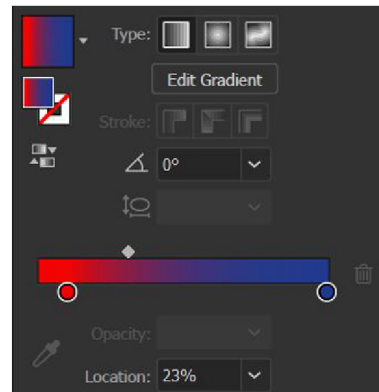 Type:
Edit Gradient
Stroke:
0°
Opacity:
Location: 23%